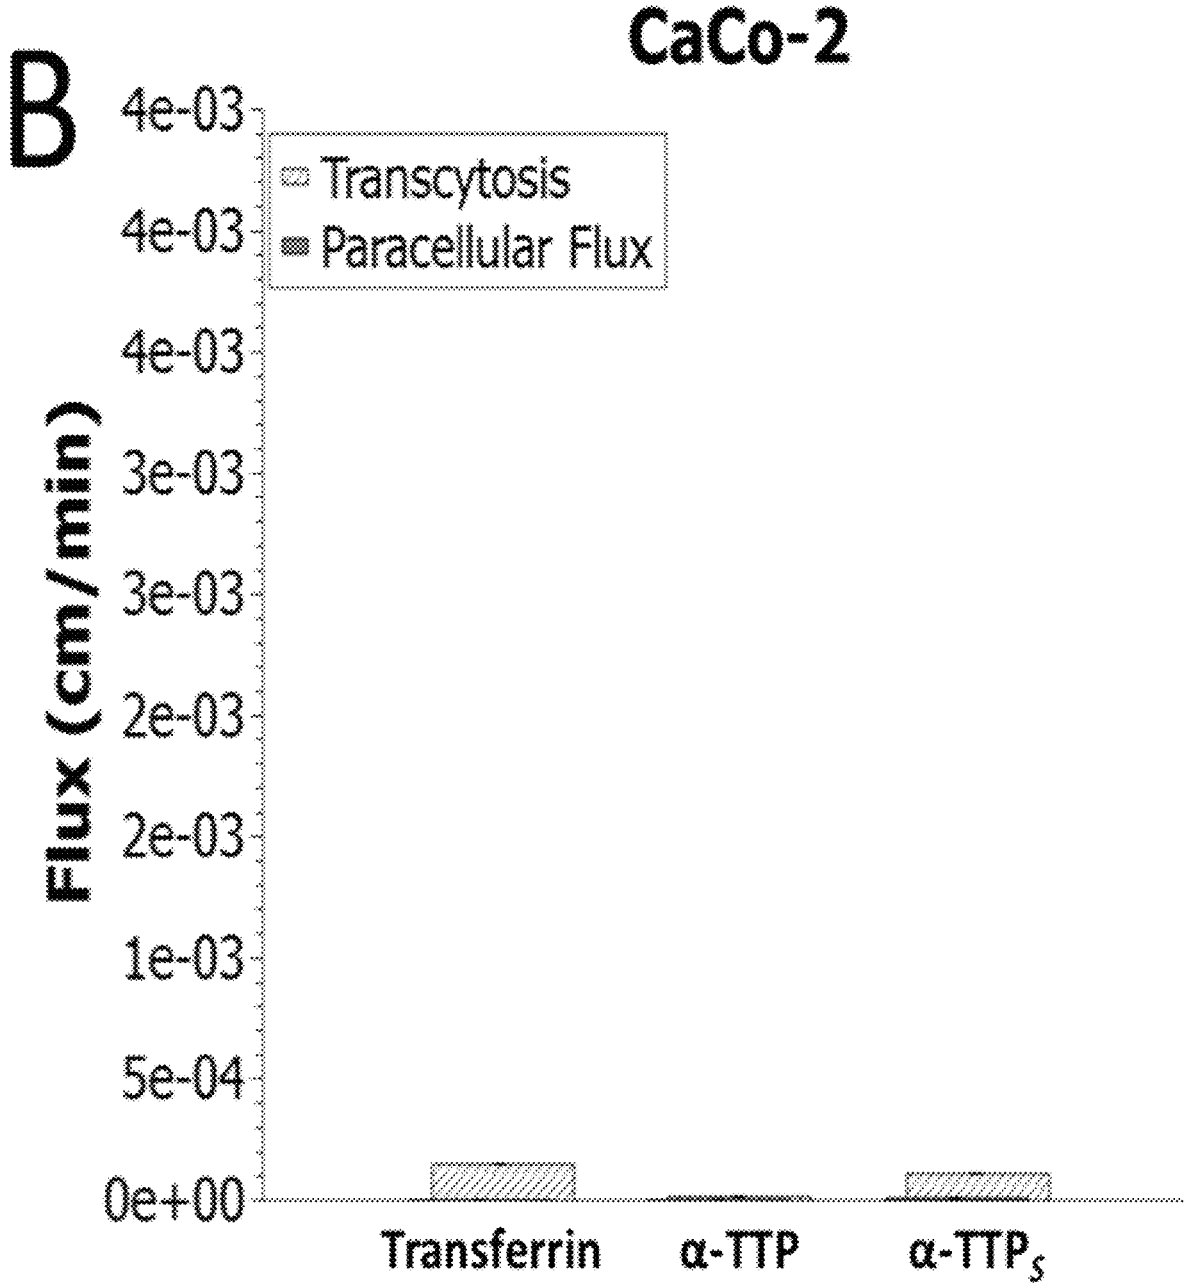 CaCo-2
B
4e-03
Transcytosis
4e-03
Paracellular Flux
4e-03
3e-03
3e-03
2e-03
2e-03
1e-03
5e-04
0e+00
Flux (cm/min)
Transferrin α-TTP α-TTPs